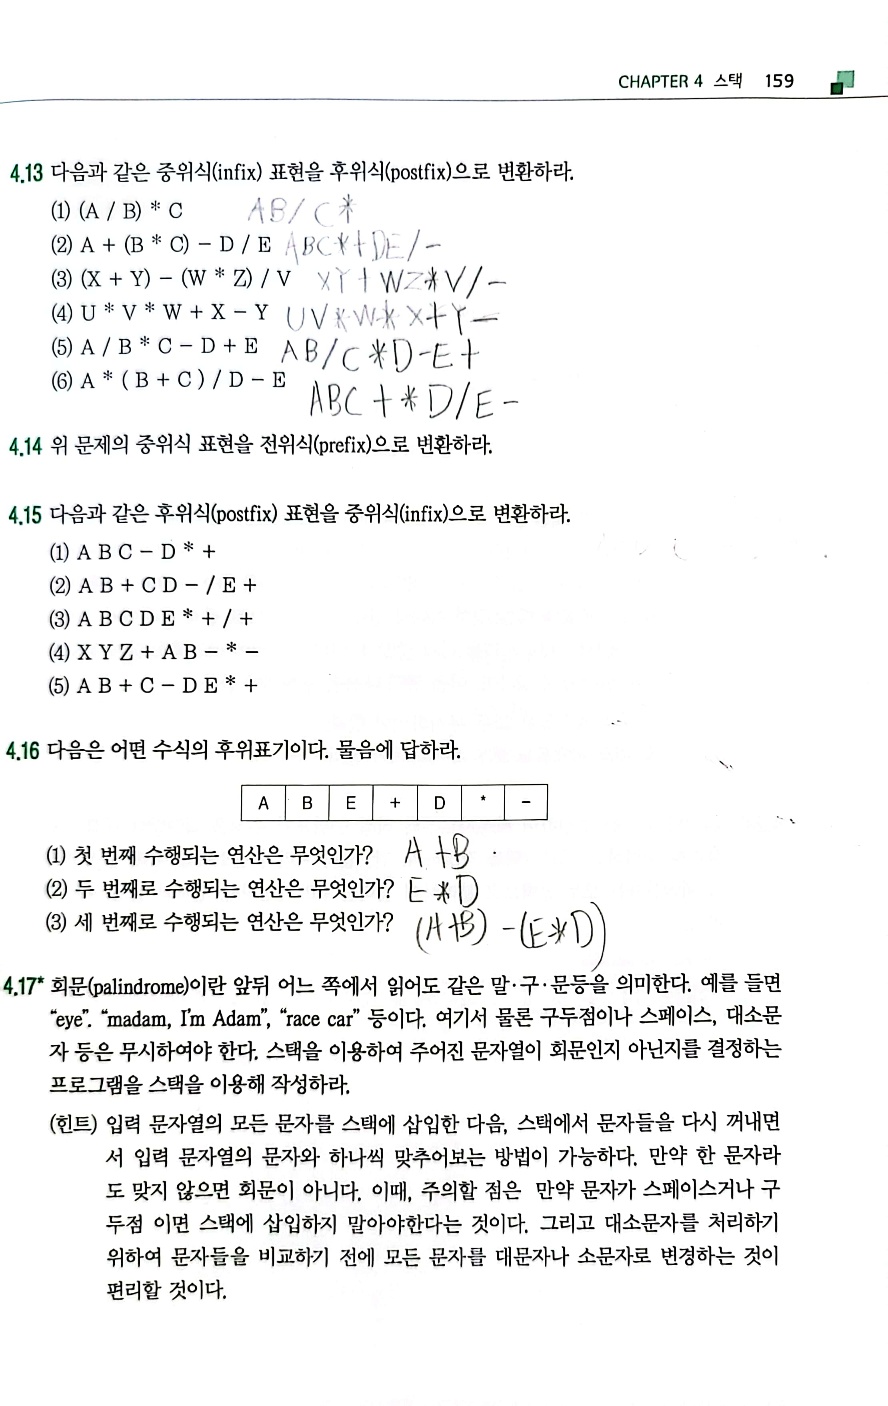 CHAPTER 4 스택 159
4.13 다음과 같은 중위식(infix) 표현을 후위식(postfix)으로 변환하라.
(1) (A / B) * C AB/C*
(2) A + (B * C) − D / E ABC*+DE/−
(3) (X + Y) − (W * Z) / V XY+WZ*V/−
(4) U * V * W + X − Y UV*W*X+Y−
(5) A / B * C − D + E AB/C*D−E+
(6) A * ( B + C ) / D − E ABC+*D/E−
4.14 위 문제의 중위식 표현을 전위식(prefix)으로 변환하라.
4.15 다음과 같은 후위식(postfix) 표현을 중위식(infix)으로 변환하라.
(1) A B C − D * +
(2) A B + C D − / E +
(3) A B C D E * + / +
(4) X Y Z + A B − * −
(5) A B + C − D E * +
4.16 다음은 어떤 수식의 후위표기이다. 물음에 답하라.
A B E + D * −
(1) 첫 번째 수행되는 연산은 무엇인가? A+B
(2) 두 번째로 수행되는 연산은 무엇인가? E*D
(3) 세 번째로 수행되는 연산은 무엇인가? (A+B)−(E*D)
4.17* 회문(palindrome)이란 앞뒤 어느 쪽에서 읽어도 같은 말·구·문등을 의미한다. 예를 들면
“eye”. “madam, I’m Adam”, “race car” 등이다. 여기서 물론 구두점이나 스페이스, 대소문
자 등은 무시하여야 한다. 스택을 이용하여 주어진 문자열이 회문인지 아닌지를 결정하는
프로그램을 스택을 이용해 작성하라.
(힌트) 입력 문자열의 모든 문자를 스택에 삽입한 다음, 스택에서 문자들을 다시 꺼내면
서 입력 문자열의 문자와 하나씩 맞추어보는 방법이 가능하다. 만약 한 문자라
도 맞지 않으면 회문이 아니다. 이때, 주의할 점은 만약 문자가 스페이스거나 구
두점 이면 스택에 삽입하지 말아야한다는 것이다. 그리고 대소문자를 처리하기
위하여 문자들을 비교하기 전에 모든 문자를 대문자나 소문자로 변경하는 것이
편리할 것이다.